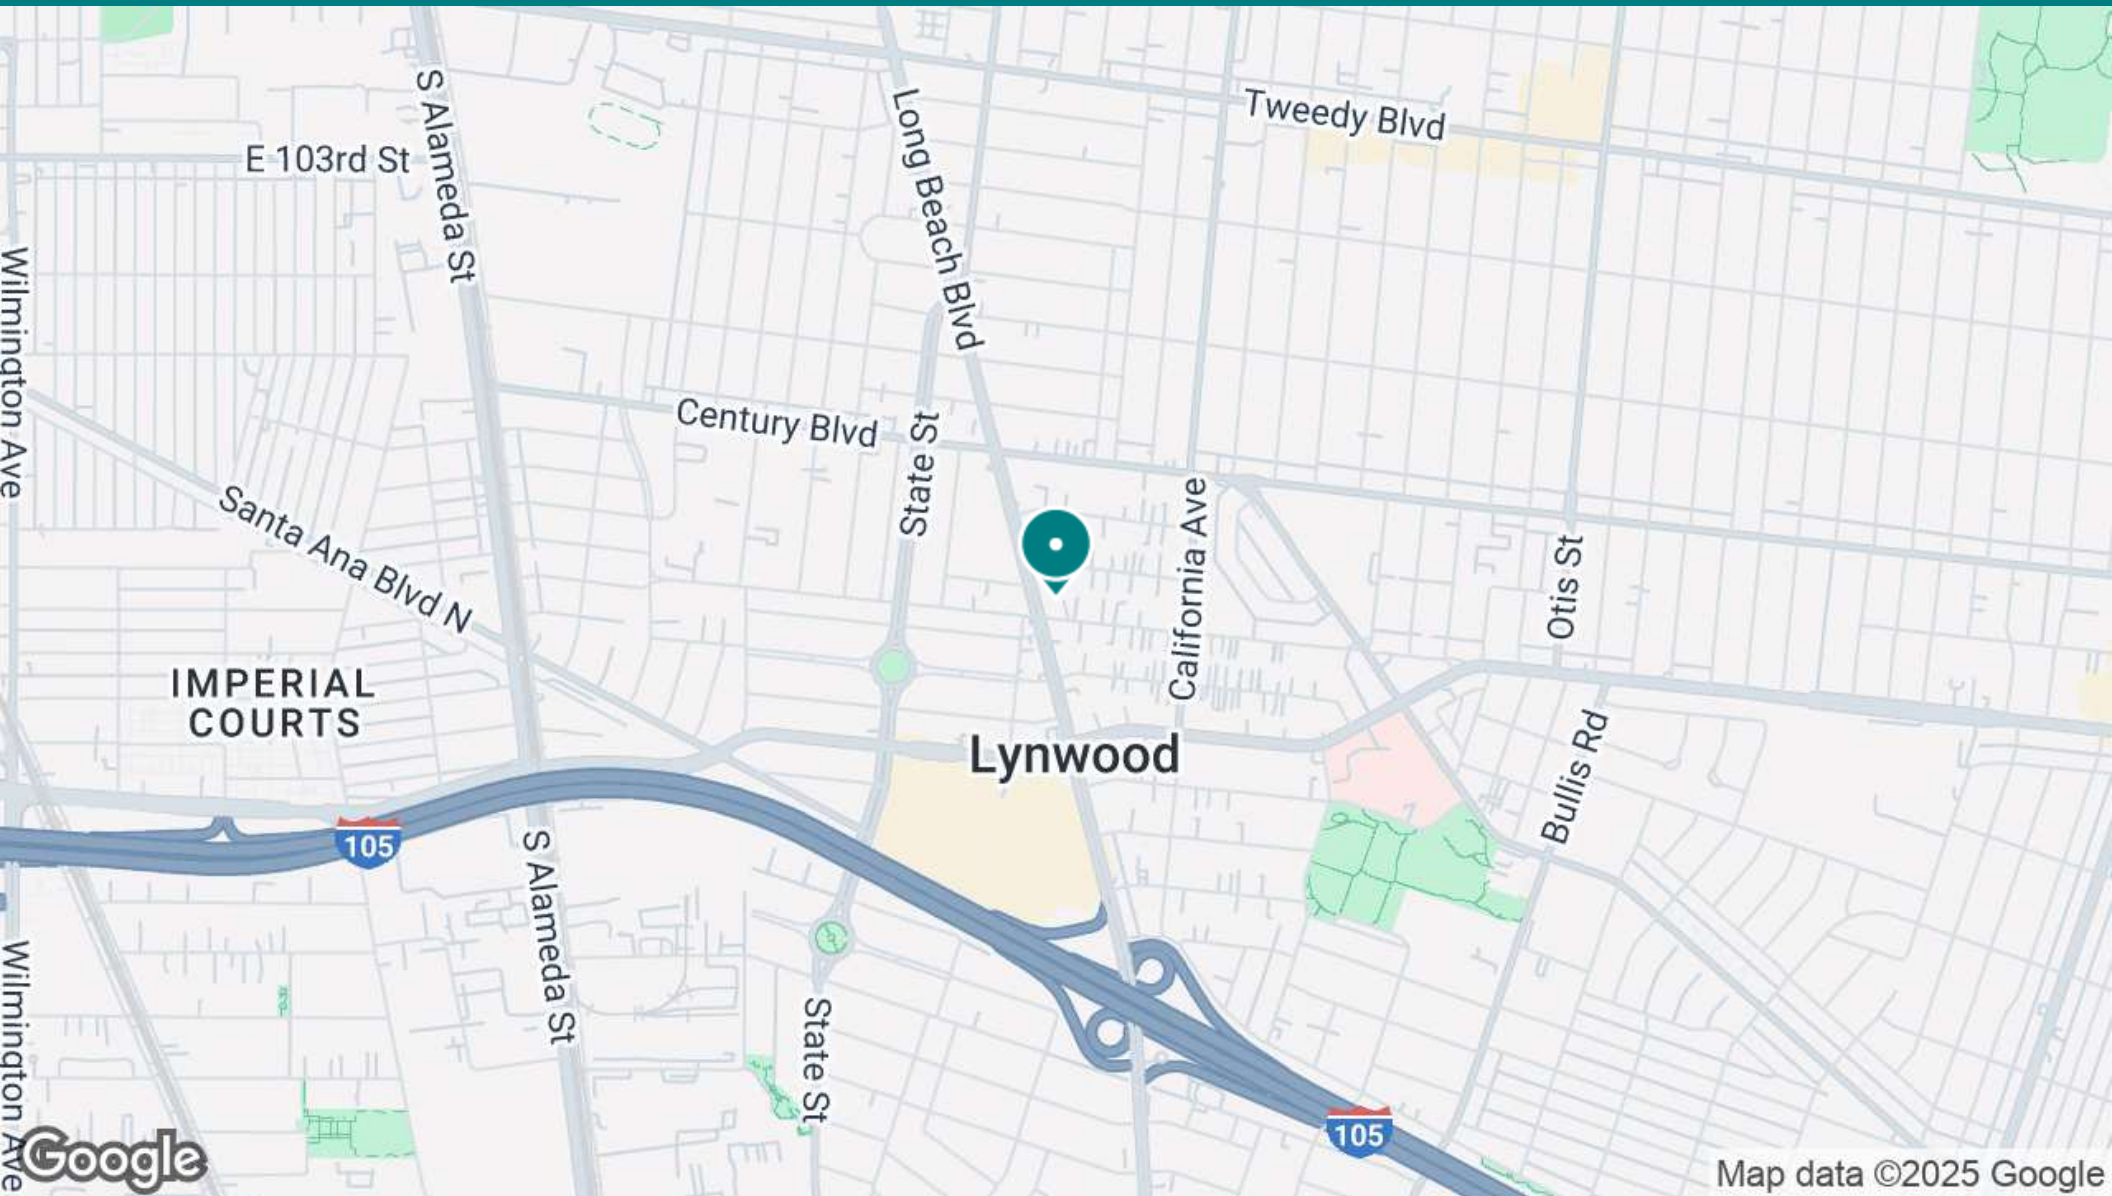 Tweedy Blvd
S Alameda St
Long Beach Blvd
E 103rd St
Wilmington Ave
Century Blvd
State St
Santa Ana Blvd N
California Ave
Otis St
IMPERIAL
COURTS
Lynwood
Bullis Rd
105
S Alameda St
Wilmington Ave
State St
105
Google
Map data ©2025 Google